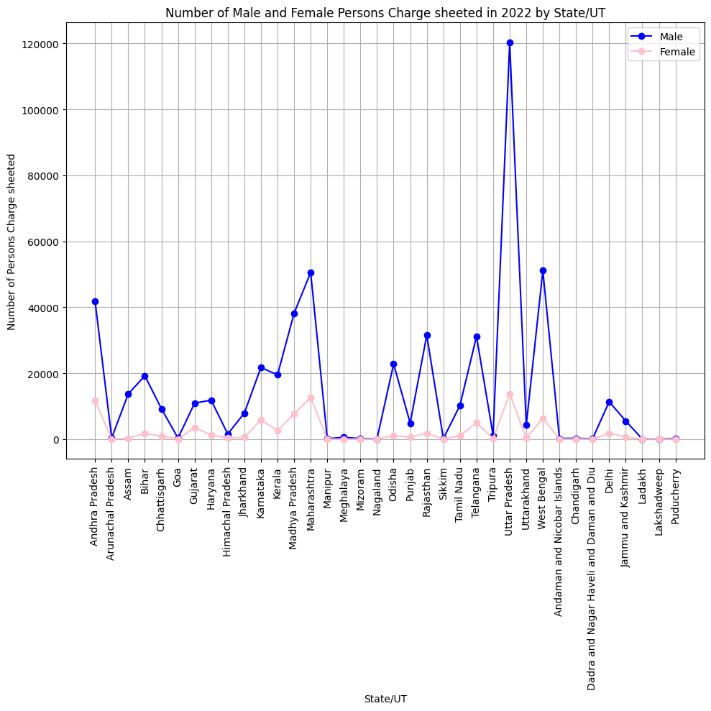 Number of Male and Female Persons Charge sheeted in 2022 by State/UT
Male
Female
Number of Persons Charge sheeted
120000
100000
80000
60000
40000
20000
0
Andhra Pradesh
Arunachal Pradesh
Assam
Bihar
Chhattisgarh
Goa
Gujarat
Haryana
Himachal Pradesh
Jharkhand
Karnataka
Kerala
Madhya Pradesh
Maharashtra
Manipur
Meghalaya
Mizoram
Nagaland
Odisha
Punjab
Rajasthan
Sikkim
Tamil Nadu
Telangana
Tripura
Uttar Pradesh
Uttarakhand
West Bengal
Andaman and Nicobar Islands
Chandigarh
Dadra and Nagar Haveli and Daman and Diu
Delhi
Jammu and Kashmir
Ladakh
Lakshadweep
Puducherry
State/UT